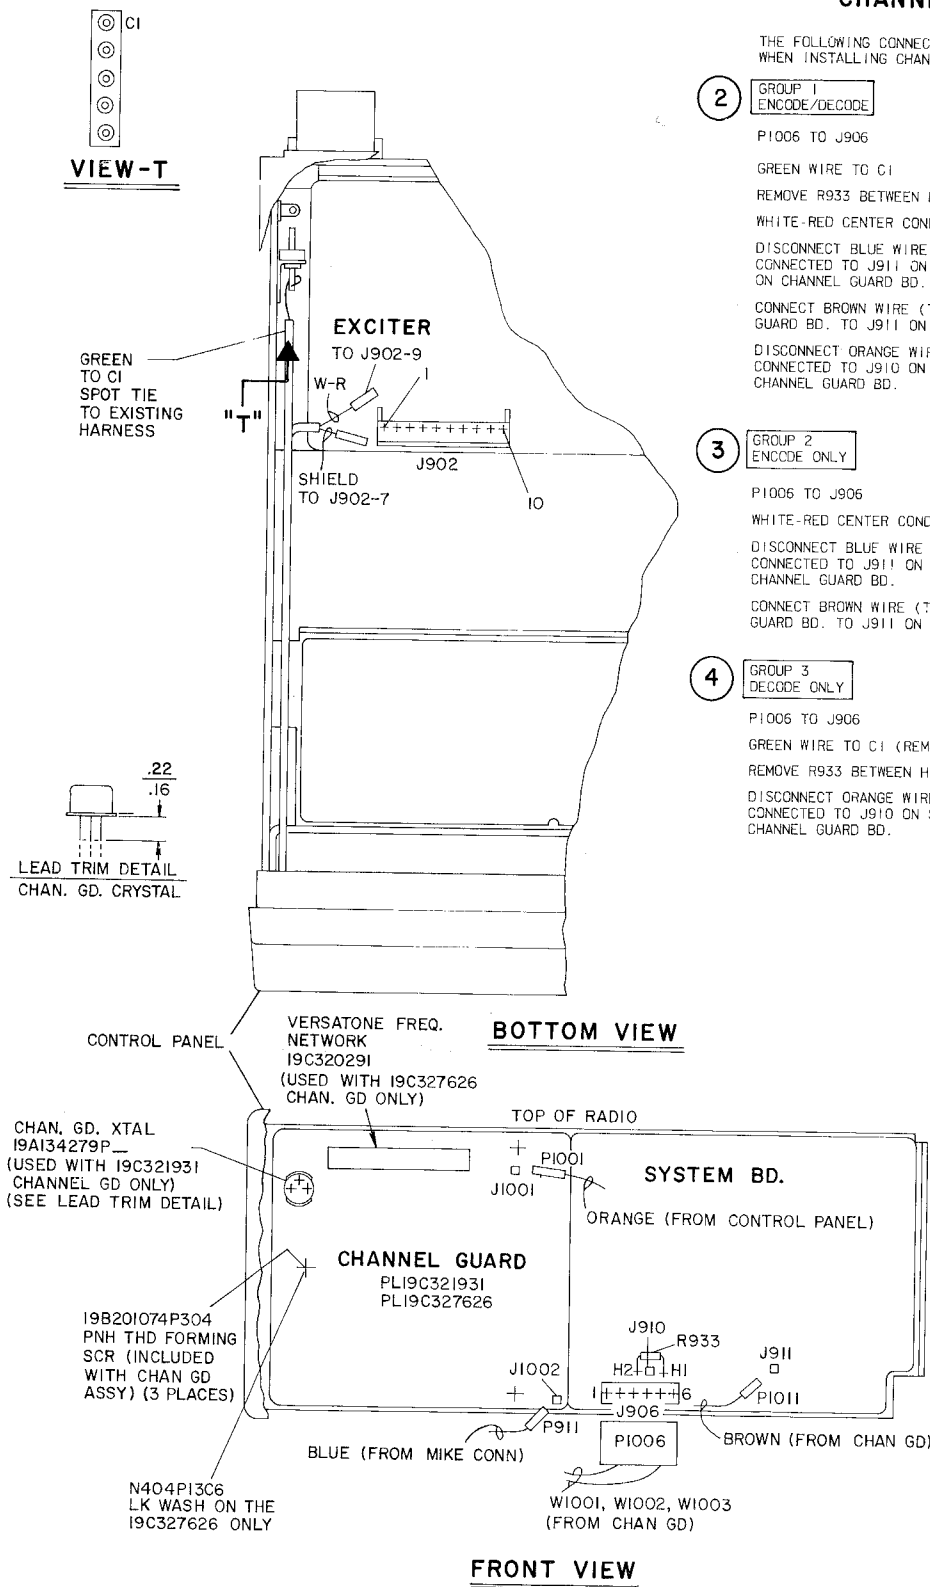 CHANNE
THE FOLLOWING CONNEC
WHEN INSTALLING CHAN
2
GROUP 1
ENCODE/DECODE
P1006 TO J906
GREEN WIRE TO C1
REMOVE R933 BETWEEN
WHITE-RED CENTER CON
DISCONNECT BLUE WIRE
CONNECTED TO J911 ON
ON CHANNEL GUARD BD.
CONNECT BROWN WIRE (
GUARD BD. TO J911 ON
DISCONNECT ORANGE WIR
CONNECTED TO J910 ON
CHANNEL GUARD BD.
3
GROUP 2
ENCODE ONLY
P1006 TO J906
WHITE-RED CENTER COND
DISCONNECT BLUE WIRE
CONNECTED TO J911 ON
CHANNEL GUARD BD.
CONNECT BROWN WIRE (T
GUARD BD. TO J911 ON
4
GROUP 3
DECODE ONLY
P1006 TO J906
GREEN WIRE TO C1 (REM
REMOVE R933 BETWEEN H
DISCONNECT ORANGE WIRE
CONNECTED TO J910 ON S
CHANNEL GUARD BD.
C1
VIEW-T
EXCITER
TO J902-9
W-R
1
GREEN
TO C1
SPOT TIE
TO EXISTING
HARNESS
"T"
J902
SHIELD
TO J902-7
10
.22
.16
LEAD TRIM DETAIL
CHAN. GD. CRYSTAL
CONTROL PANEL
BOTTOM VIEW
VERSATONE FREQ.
NETWORK
19C320291
(USED WITH 19C327626
CHAN. GD ONLY)
TOP OF RADIO
CHAN. GD. XTAL
19A134279P_
(USED WITH 19C321931
CHANNEL GD ONLY)
(SEE LEAD TRIM DETAIL)
P1001
J1001
SYSTEM BD.
ORANGE (FROM CONTROL PANEL)
CHANNEL GUARD
PL19C321931
PL19C327626
19B201074P304
PNH THD FORMING
SCR (INCLUDED
WITH CHAN GD
ASSY) (3 PLACES)
J910
R933
J911
J1002
H2
H1
1
6
P1011
J906
P911
BLUE (FROM MIKE CONN)
P1006
BROWN (FROM CHAN GD)
N404P13C6
LK WASH ON THE
19C327626 ONLY
W1001, W1002, W1003
(FROM CHAN GD)
FRONT VIEW